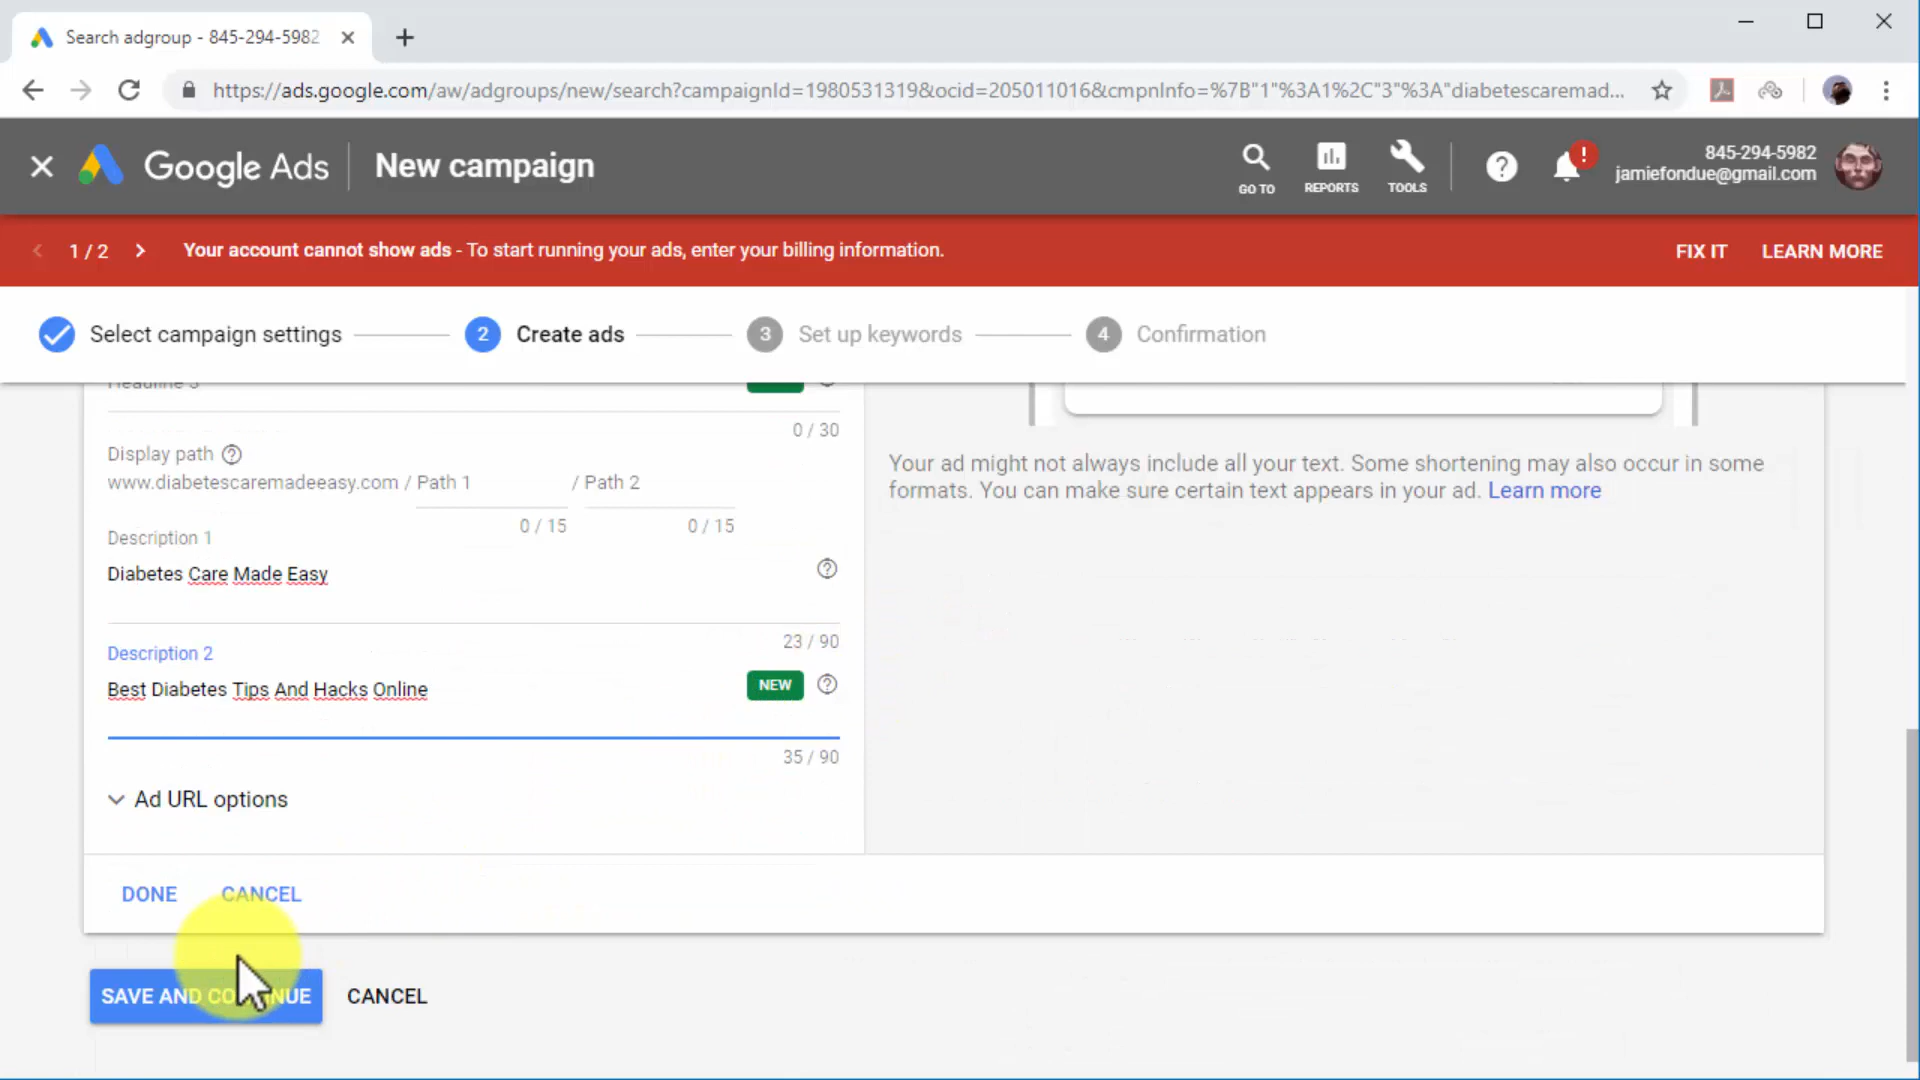 Search adgroup - 845-294-5982
https://ads.google.com/aw/adgroups/new/search?campaignId=1980531319&ocid=205011016&cmpnInfo=%7B"1"%3A1%2C"3"%3A"diabetescaremad...
Google Ads
New campaign
GO TO
REPORTS
TOOLS
845-294-5982
jamiefondue@gmail.com
1 / 2
Your account cannot show ads - To start running your ads, enter your billing information.
FIX IT
LEARN MORE
Select campaign settings
2
Create ads
3
Set up keywords
4
Confirmation
Headline 3
0 / 30
Display path
www.diabetescaremadeeasy.com / Path 1 / Path 2
0 / 15
0 / 15
Description 1
Diabetes Care Made Easy
23 / 90
Description 2
Best Diabetes Tips And Hacks Online
NEW
35 / 90
Ad URL options
Your ad might not always include all your text. Some shortening may also occur in some
formats. You can make sure certain text appears in your ad. Learn more
DONE
CANCEL
SAVE AND CONTINUE
CANCEL